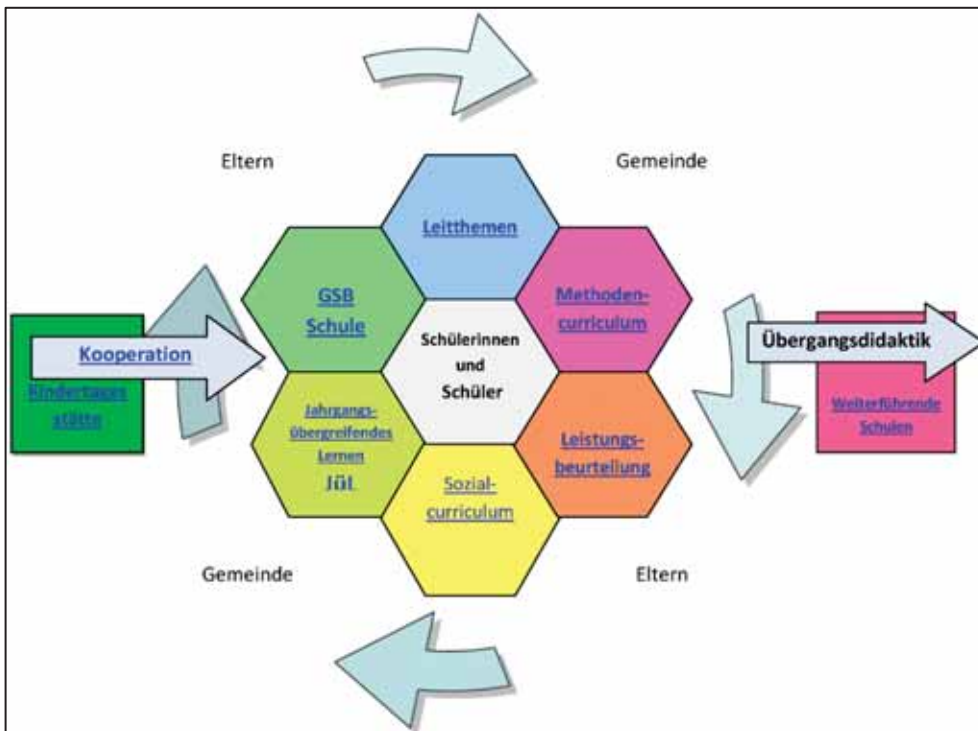 Eltern
Gemeinde
Leitthemen
GSB
Schule
Methoden-
curriculum
Schülerinnen
und
Schüler
Kooperation
Kindertages
stätte
Übergangsdidaktik
Weiterführende
Schulen
Jahrgangs-
übergreifendes
Lernen
JüL
Leistungs-
beurteilung
Sozial-
curriculum
Gemeinde
Eltern